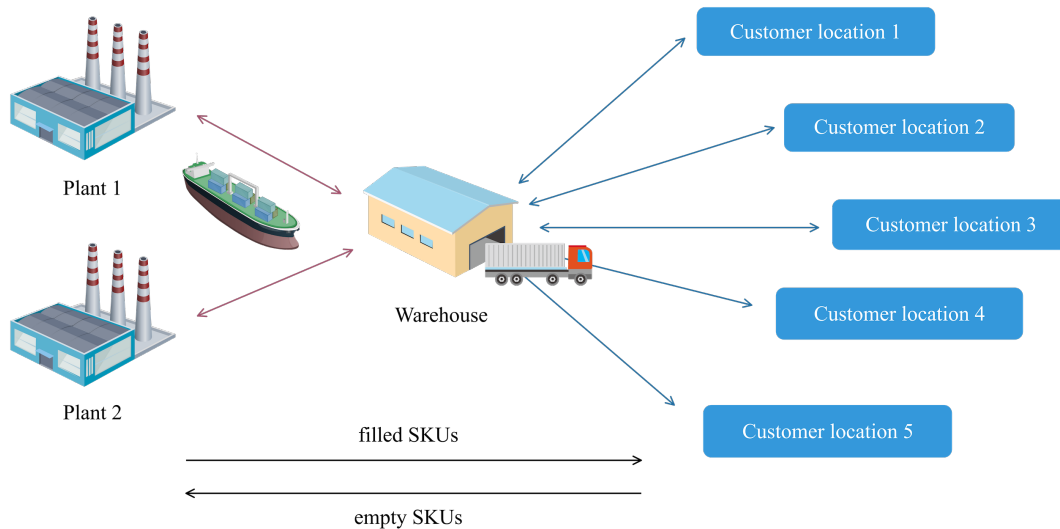 Customer location 1
Customer location 2
Plant 1
Customer location 3
Warehouse
Customer location 4
Plant 2
Customer location 5
filled SKUs
empty SKUs